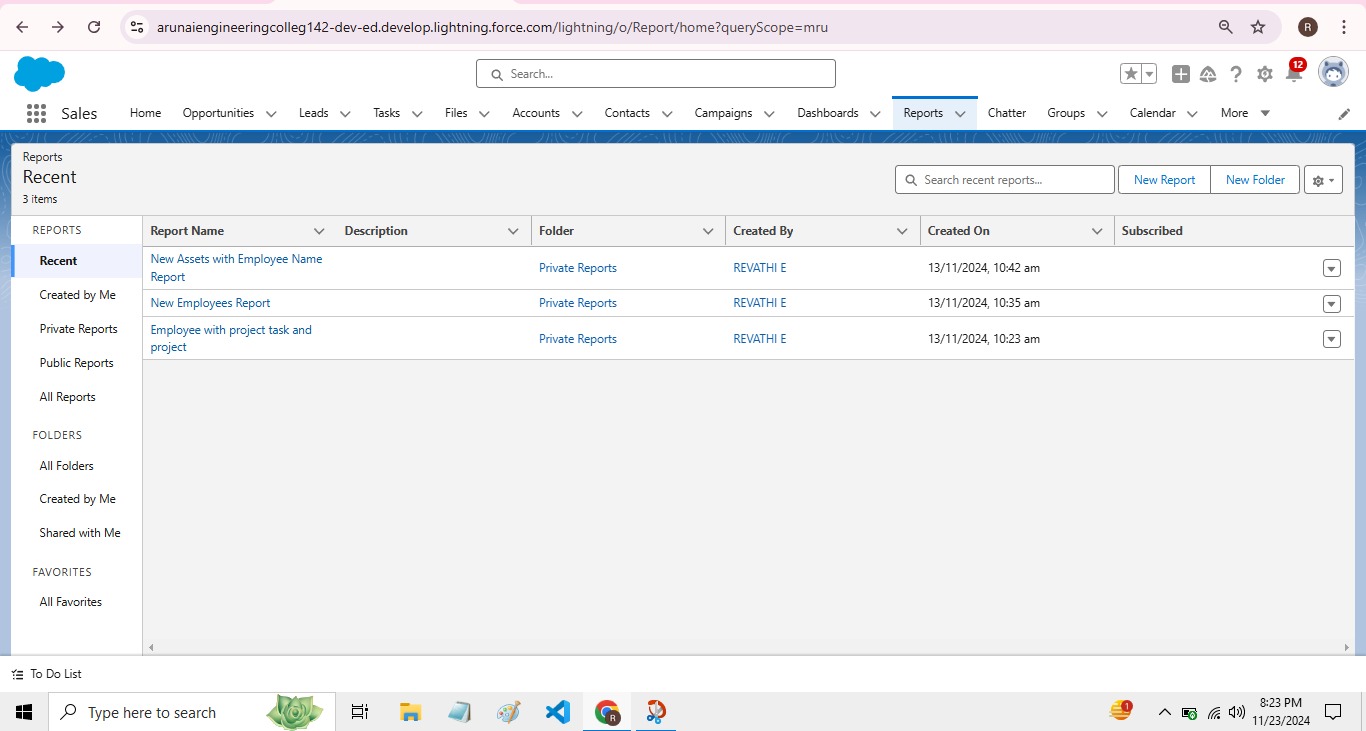 arunaiengineeringcolleg142-dev-ed.develop.lightning.force.com/lightning/o/Report/home?queryScope=mru
R
Search...
12
Sales
Home
Opportunities
Leads
Tasks
Files
Accounts
Contacts
Campaigns
Dashboards
Reports
Chatter
Groups
Calendar
More
Reports
Recent
3 items
Search recent reports...
New Report
New Folder
REPORTS
Recent
Created by Me
Private Reports
Public Reports
All Reports
FOLDERS
All Folders
Created by Me
Shared with Me
FAVORITES
All Favorites
Report Name
Description
Folder
Created By
Created On
Subscribed
New Assets with Employee Name
Report
Private Reports
REVATHI E
13/11/2024, 10:42 am
New Employees Report
Private Reports
REVATHI E
13/11/2024, 10:35 am
Employee with project task and
project
Private Reports
REVATHI E
13/11/2024, 10:23 am
To Do List
Type here to search
R
1
8:23 PM
11/23/2024